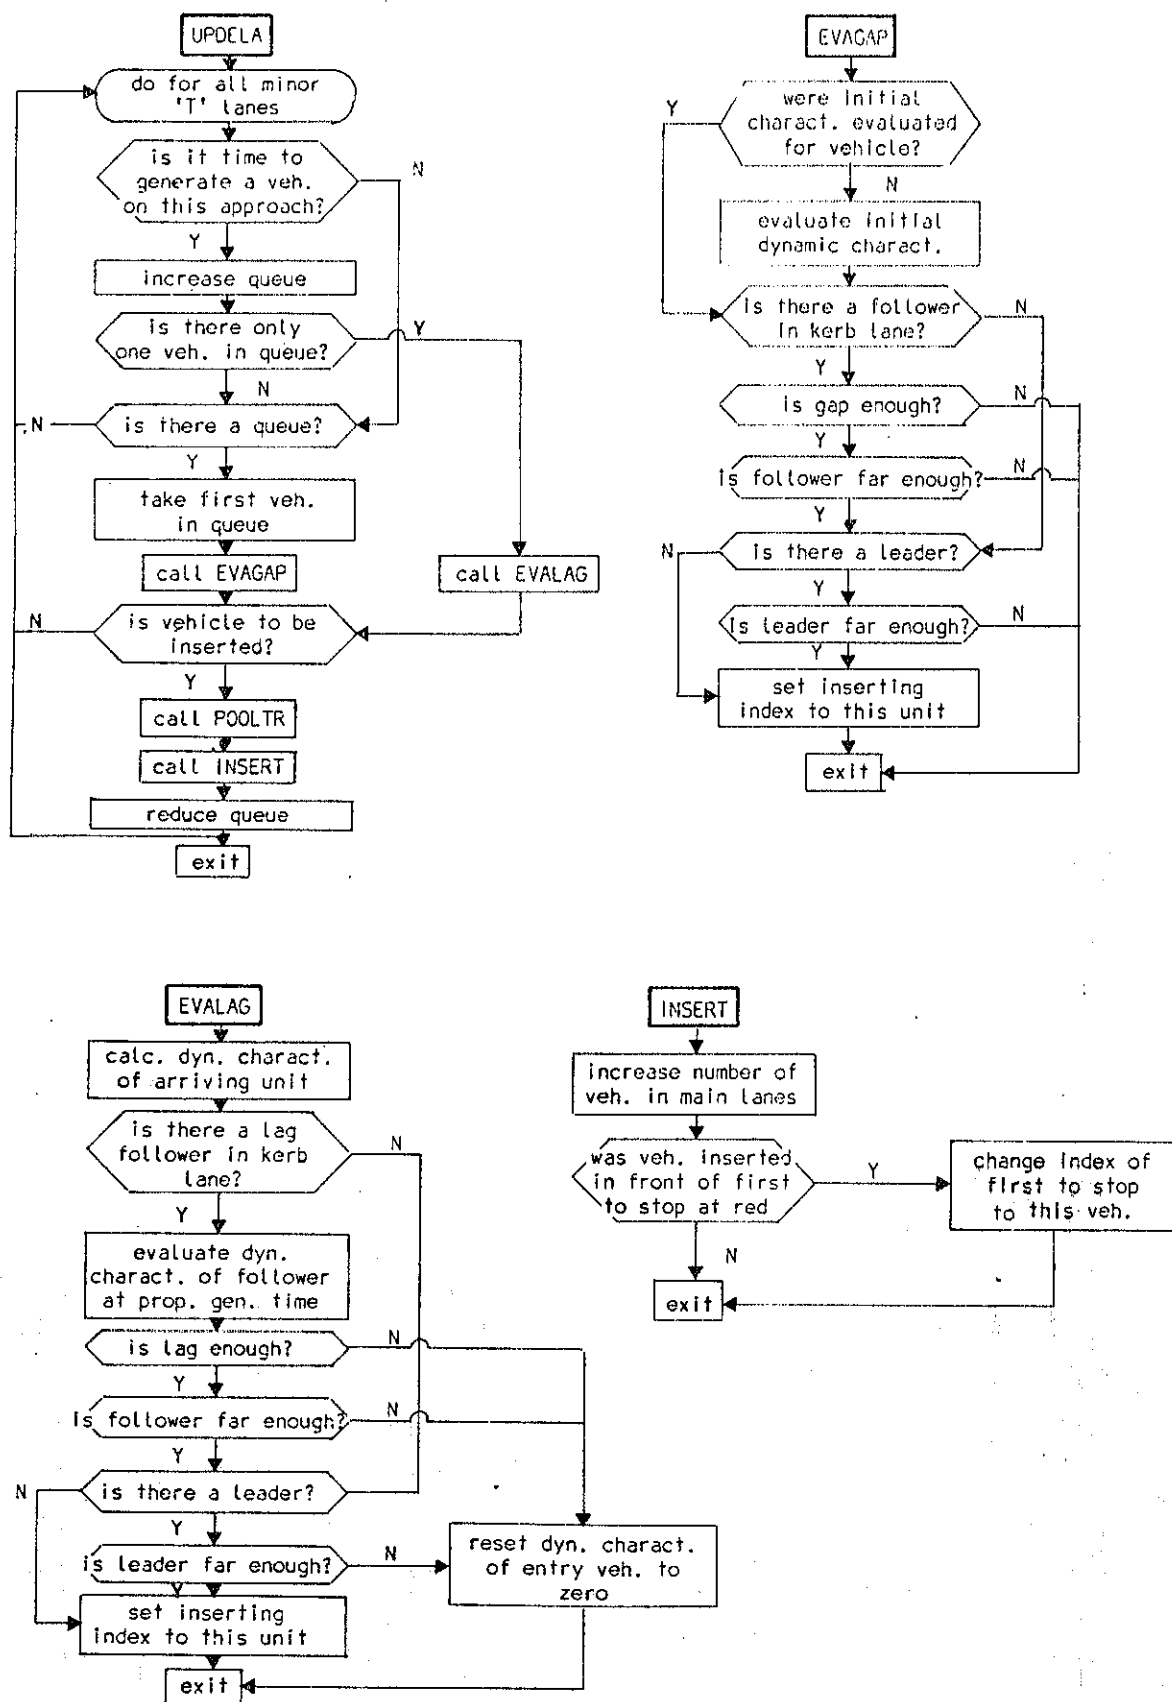 UPDELA
do for all minor
'T' lanes
is it time to
generate a veh.
on this approach?
N
Y
increase queue
is there only
one veh. in queue?
Y
N
is there a queue?
N
Y
take first veh.
in queue
call EVAGAP
call EVALAG
is vehicle to be
inserted?
N
Y
call POOLTR
call INSERT
reduce queue
exit
EVAGAP
were initial
charact. evaluated
for vehicle?
Y
N
evaluate initial
dynamic charact.
is there a follower
in kerb lane?
N
Y
is gap enough?
N
Y
is follower far enough?
N
Y
is there a leader?
N
Y
is leader far enough?
N
Y
set inserting
index to this unit
exit
EVALAG
calc. dyn. charact.
of arriving unit
is there a lag
follower in kerb
lane?
N
Y
evaluate dyn.
charact. of follower
at prop. gen. time
is lag enough?
N
Y
is follower far enough?
N
Y
is there a leader?
N
Y
is leader far enough?
N
Y
reset dyn. charact.
of entry veh. to
zero
set inserting
index to this unit
exit
INSERT
increase number of
veh. in main lanes
was veh. inserted
in front of first
to stop at red
Y
N
change index of
first to stop
to this veh.
exit